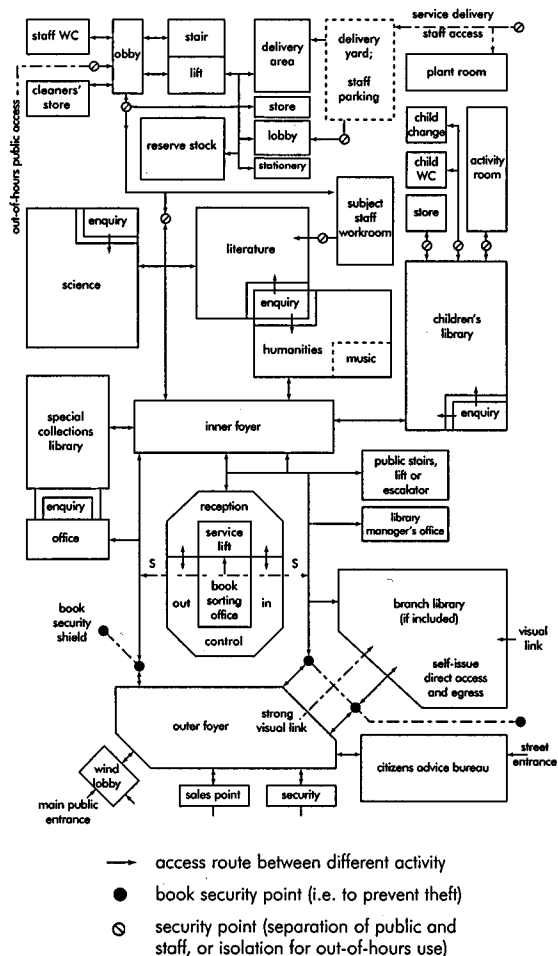 service delivery
staff access
staff WC
lobby
stair
lift
delivery
area
delivery
yard;
staff
parking
plant room
cleaners'
store
out-of-hours public access
store
lobby
stationery
reserve stock
child
change
child
WC
store
activity
room
enquiry
science
literature
enquiry
subject
staff
workroom
humanities
music
children's
library
enquiry
special
collections
library
enquiry
office
inner foyer
public stairs,
lift or
escalator
library
manager's office
reception
service
lift
S
S
out
book
sorting
office
in
control
book
security
shield
branch library
(if included)
visual
link
self-issue
direct access
and egress
outer foyer
strong
visual link
street
entrance
citizens advice bureau
wind
lobby
main public
entrance
sales point
security
access route between different activity
book security point (i.e. to prevent theft)
security point (separation of public and
staff, or isolation for out-of-hours use)